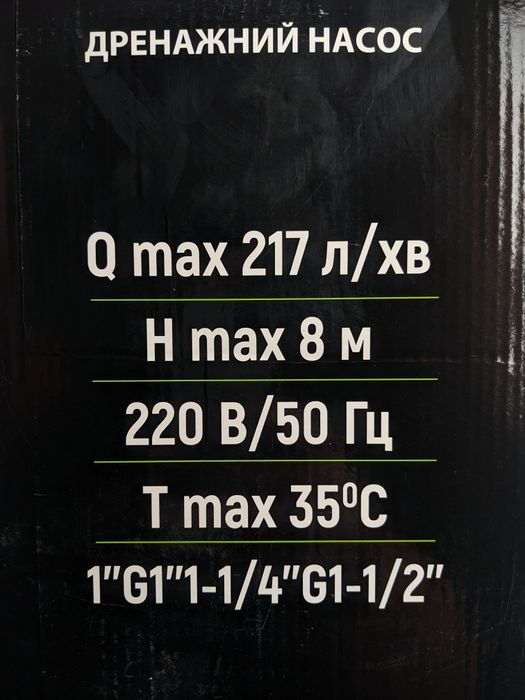 ДРЕНАЖНИЙ НАСОС
Q max 217 л/хв
H max 8 м
220 В/50 Гц
T max 35⁰C
1”G1”1-1/4”G1-1/2”